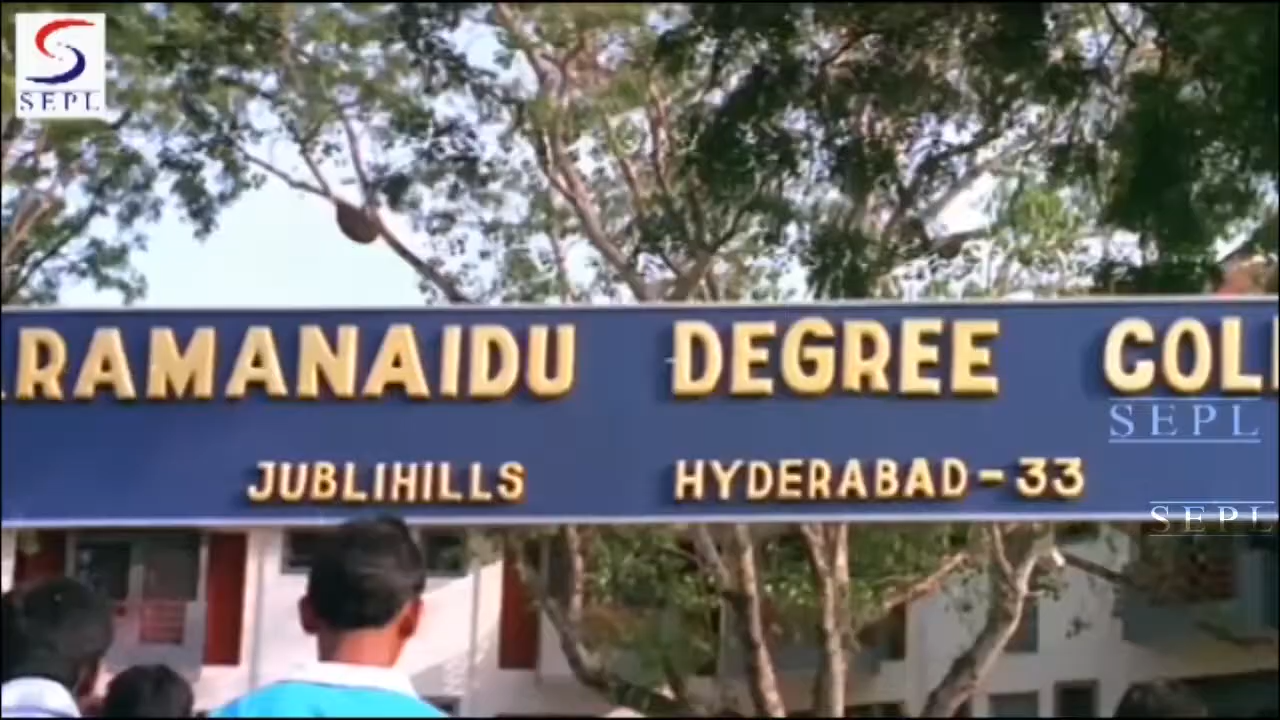 SEPL
RAMANAIDU DEGREE COL
SEPL
JUBLIHILLS HYDERABAD-33
SEPL